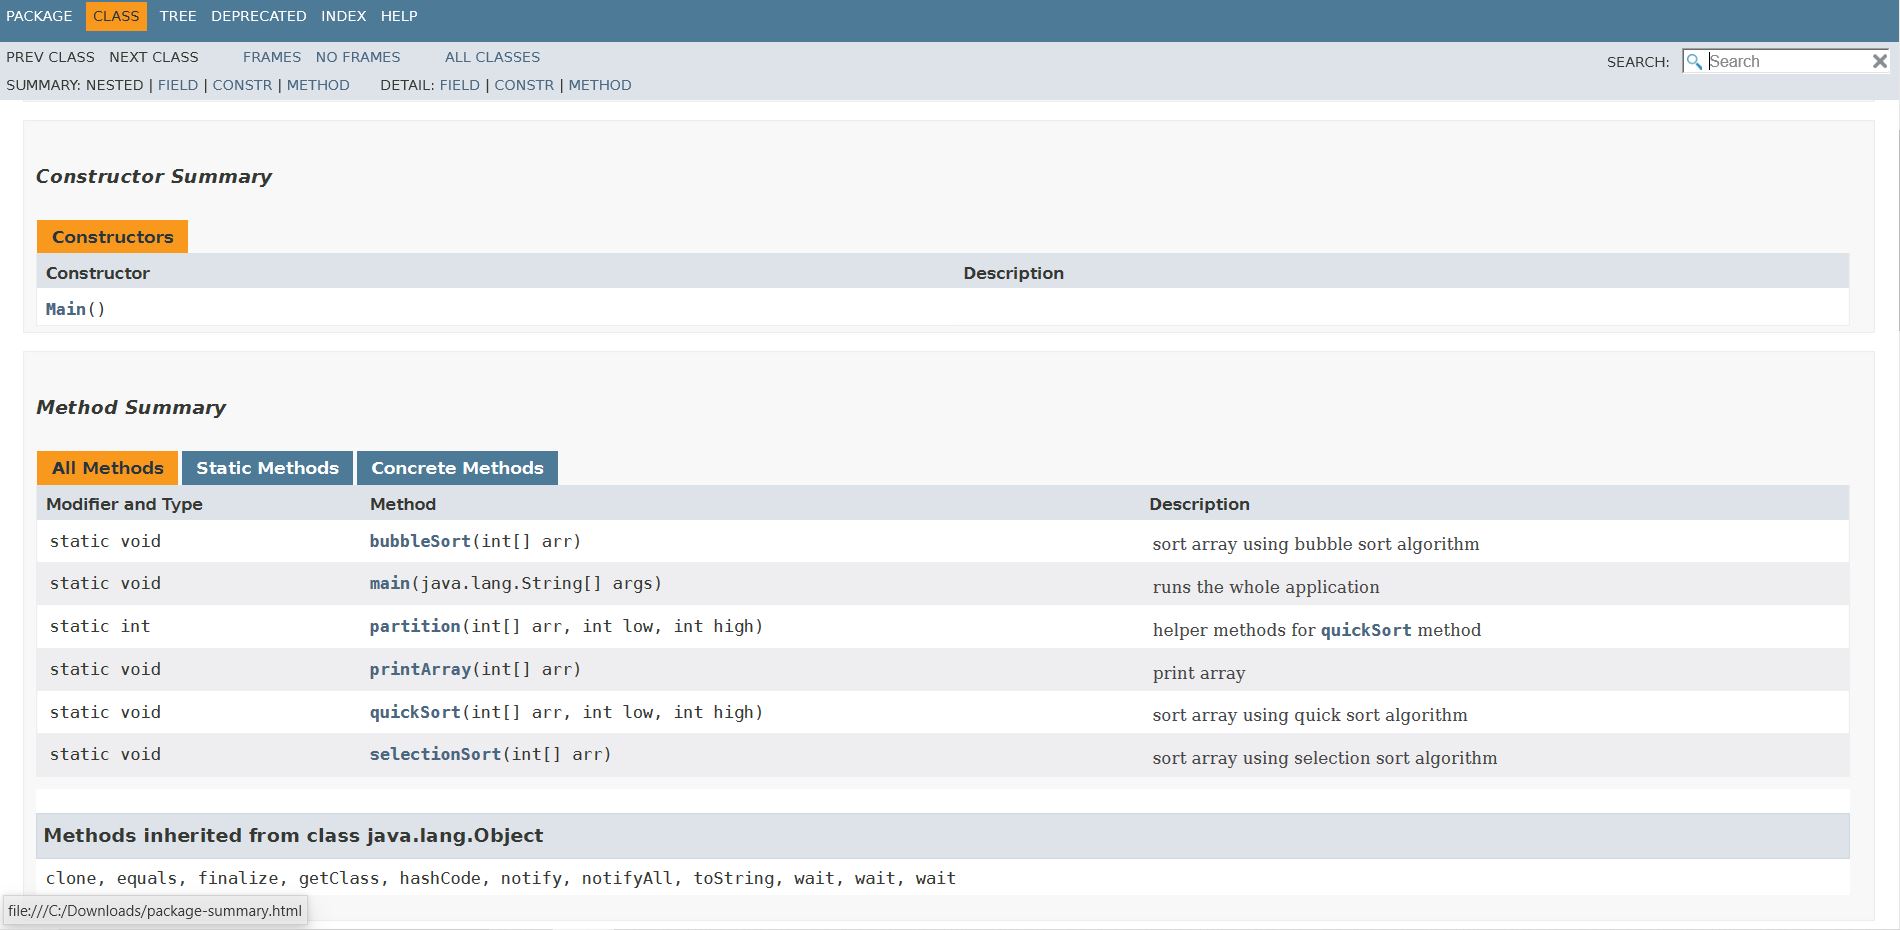 PACKAGE CLASS TREE DEPRECATED INDEX HELP
PREV CLASS NEXT CLASS FRAMES NO FRAMES ALL CLASSES SEARCH: Search
SUMMARY: NESTED | FIELD | CONSTR | METHOD DETAIL: FIELD | CONSTR | METHOD
Constructor Summary
Constructors
Constructor Description
Main()
Method Summary
All Methods Static Methods Concrete Methods
Modifier and Type Method Description
static void bubbleSort(int[] arr) sort array using bubble sort algorithm
static void main(java.lang.String[] args) runs the whole application
static int partition(int[] arr, int low, int high) helper methods for quickSort method
static void printArray(int[] arr) print array
static void quickSort(int[] arr, int low, int high) sort array using quick sort algorithm
static void selectionSort(int[] arr) sort array using selection sort algorithm
Methods inherited from class java.lang.Object
clone, equals, finalize, getClass, hashCode, notify, notifyAll, toString, wait, wait, wait
file:///C:/Downloads/package-summary.html